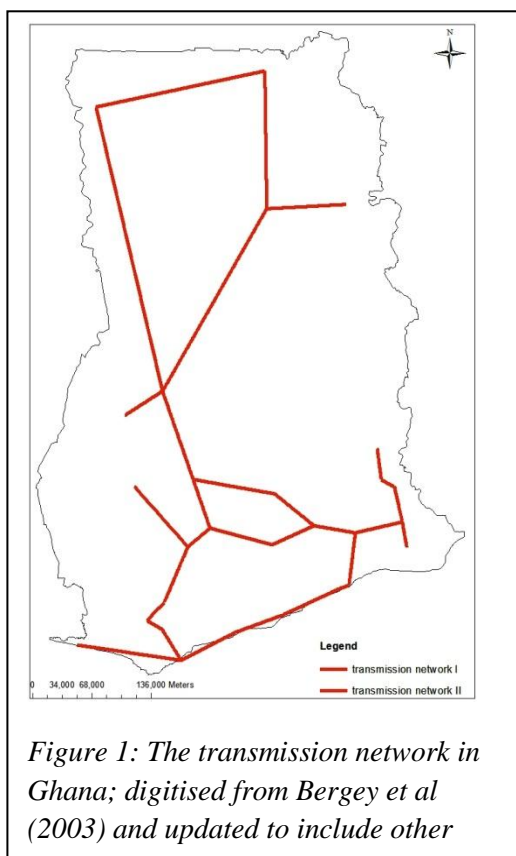 N
Legend
transmission network I
transmission network II
0 34,000 68,000 136,000 Meters
Figure 1: The transmission network in
Ghana; digitised from Bergey et al
(2003) and updated to include other